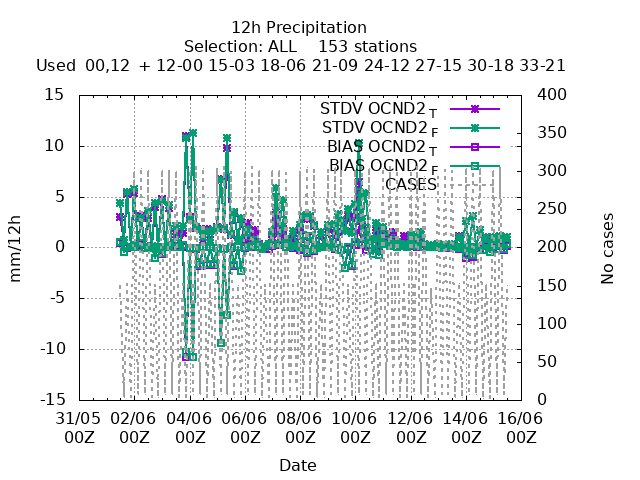 12h Precipitation
Selection: ALL 153 stations
Used 00,12 + 12-00 15-03 18-06 21-09 24-12 27-15 30-18 33-21
15 400
STDV OCND2 T
STDV OCND2 F
10 350
BIAS OCND2 T
BIAS OCND2 F
300
CASES
5 250
0 200
-5 150
100
-10 50
-15 0
mm/12h
No cases
31/05 02/06 04/06 06/06 08/06 10/06 12/06 14/06 16/06
00Z 00Z 00Z 00Z 00Z 00Z 00Z 00Z 00Z
Date